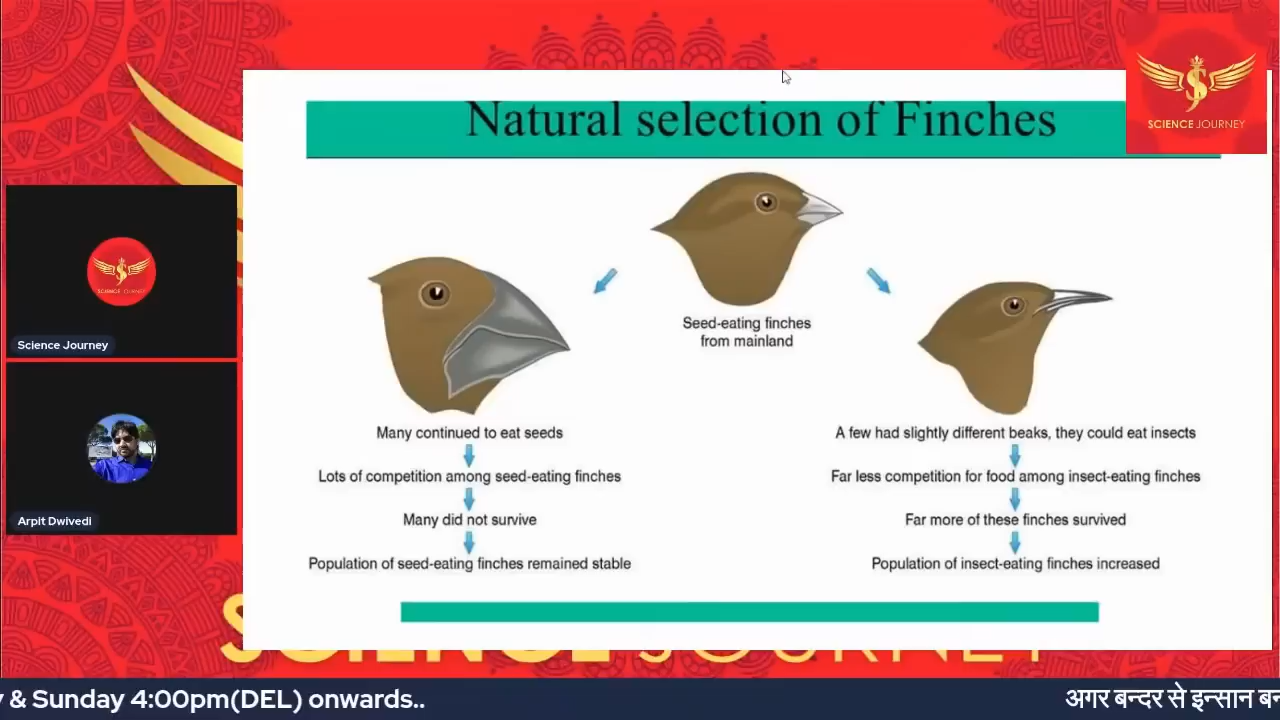 Natural selection of Finches
SCIENCE JOURNEY
Seed-eating finches
from mainland
SCIENCE JOURNEY
Science Journey
Arpit Dwivedi
Many continued to eat seeds
Lots of competition among seed-eating finches
Many did not survive
Population of seed-eating finches remained stable
A few had slightly different beaks, they could eat insects
Far less competition for food among insect-eating finches
Far more of these finches survived
Population of insect-eating finches increased
SCIENCE JOURNEY
& Sunday 4:00pm(DEL) onwards..
अगर बन्दर से इन्सान